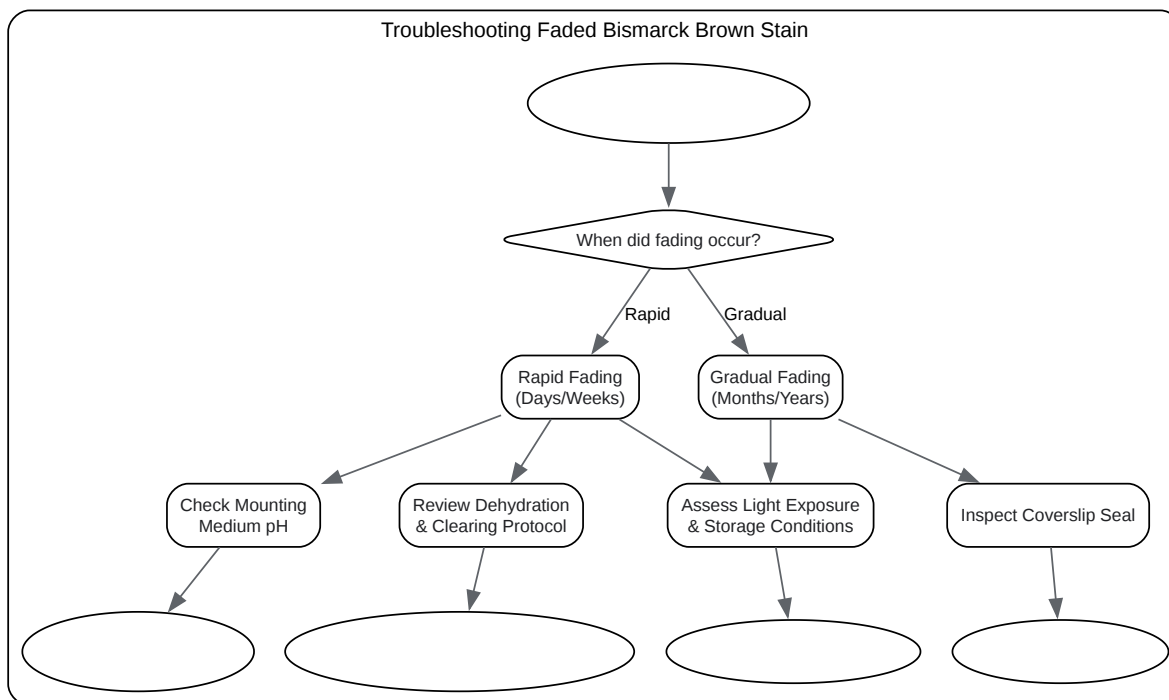 Troubleshooting Faded Bismarck Brown Stain
When did fading occur?
Rapid
Gradual
Rapid Fading
(Days/Weeks)
Gradual Fading
(Months/Years)
Check Mounting
Medium pH
Review Dehydration
& Clearing Protocol
Assess Light Exposure
& Storage Conditions
Inspect Coverslip Seal